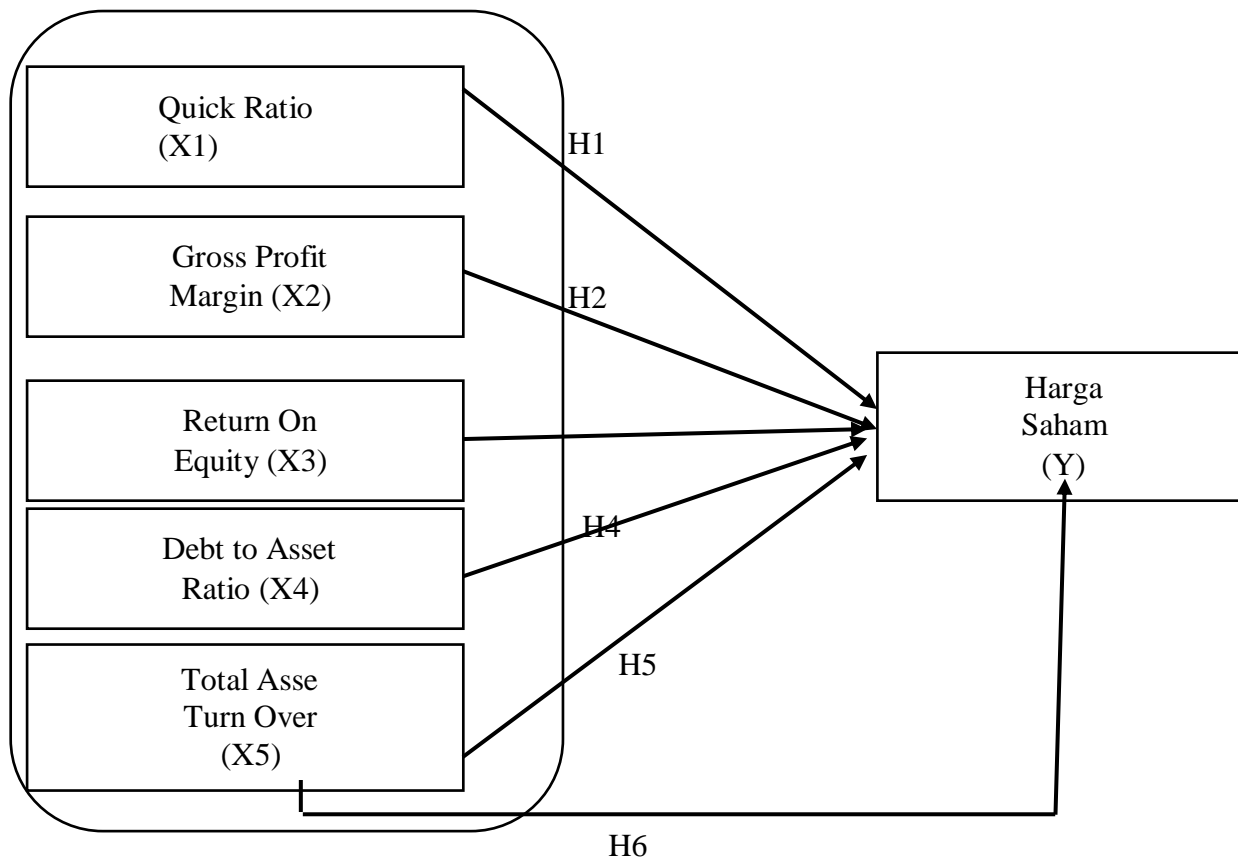 Quick Ratio
(X1)
H1
Gross Profit
Margin (X2)
H2
Return On
Equity (X3)
Harga
Saham
(Y)
Debt to Asset
Ratio (X4)
H4
Total Asse
Turn Over
(X5)
H5
H6